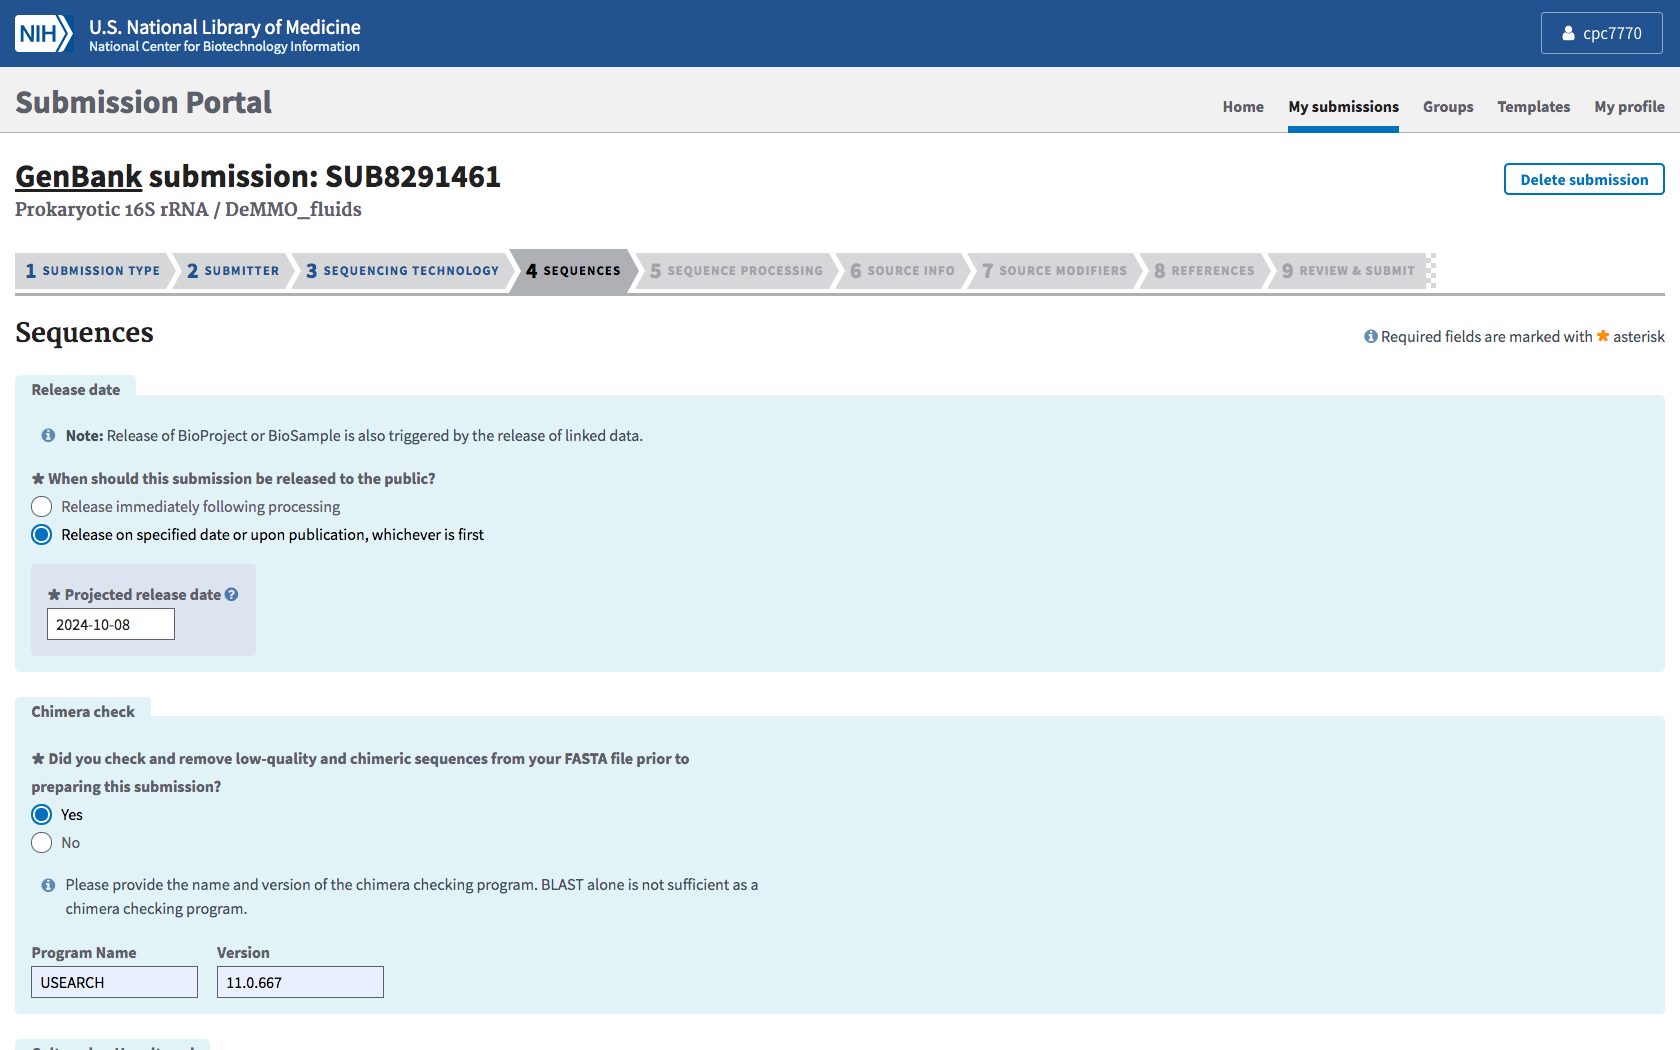 NIH
U.S. National Library of Medicine
National Center for Biotechnology Information
cpc7770
Submission Portal
Home My submissions Groups Templates My profile
GenBank submission: SUB8291461
Delete submission
Prokaryotic 16S rRNA / DeMMO_fluids
1 SUBMISSION TYPE 2 SUBMITTER 3 SEQUENCING TECHNOLOGY 4 SEQUENCES 5 SEQUENCE PROCESSING 6 SOURCE INFO 7 SOURCE MODIFIERS 8 REFERENCES 9 REVIEW & SUBMIT
Sequences
Required fields are marked with * asterisk
Release date
Note: Release of BioProject or BioSample is also triggered by the release of linked data.
* When should this submission be released to the public?
Release immediately following processing
Release on specified date or upon publication, whichever is first
* Projected release date ?
2024-10-08
Chimera check
* Did you check and remove low-quality and chimeric sequences from your FASTA file prior to
preparing this submission?
Yes
No
Please provide the name and version of the chimera checking program. BLAST alone is not sufficient as a
chimera checking program.
Program Name Version
USEARCH 11.0.667